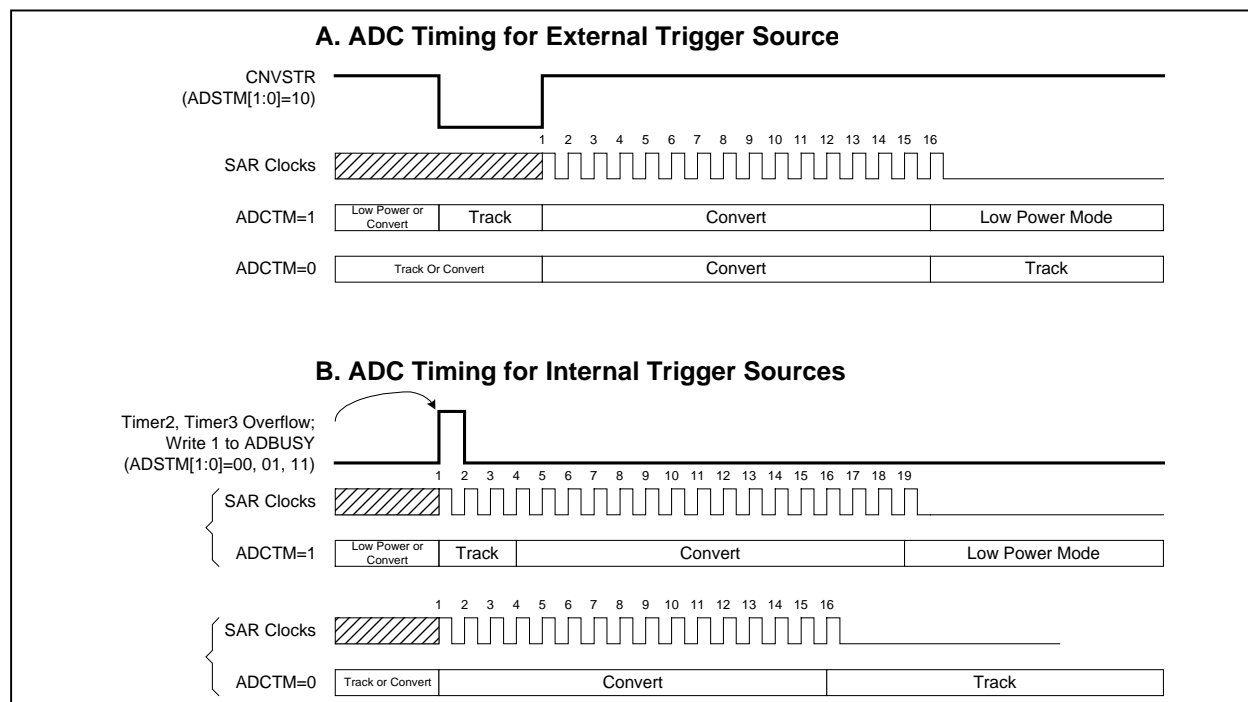 A. ADC Timing for External Trigger Source
CNVSTR
(ADSTM[1:0]=10)
1 2 3 4 5 6 7 8 9 10 11 12 13 14 15 16
SAR Clocks
ADCTM=1
Low Power or
Convert
Track
Convert
Low Power Mode
ADCTM=0
Track Or Convert
Convert
Track
B. ADC Timing for Internal Trigger Sources
Timer2, Timer3 Overflow;
Write 1 to ADBUSY
(ADSTM[1:0]=00, 01, 11)
1 2 3 4 5 6 7 8 9 10 11 12 13 14 15 16 17 18 19
SAR Clocks
ADCTM=1
Low Power or
Convert
Track
Convert
Low Power Mode
1 2 3 4 5 6 7 8 9 10 11 12 13 14 15 16
SAR Clocks
ADCTM=0
Track or Convert
Convert
Track